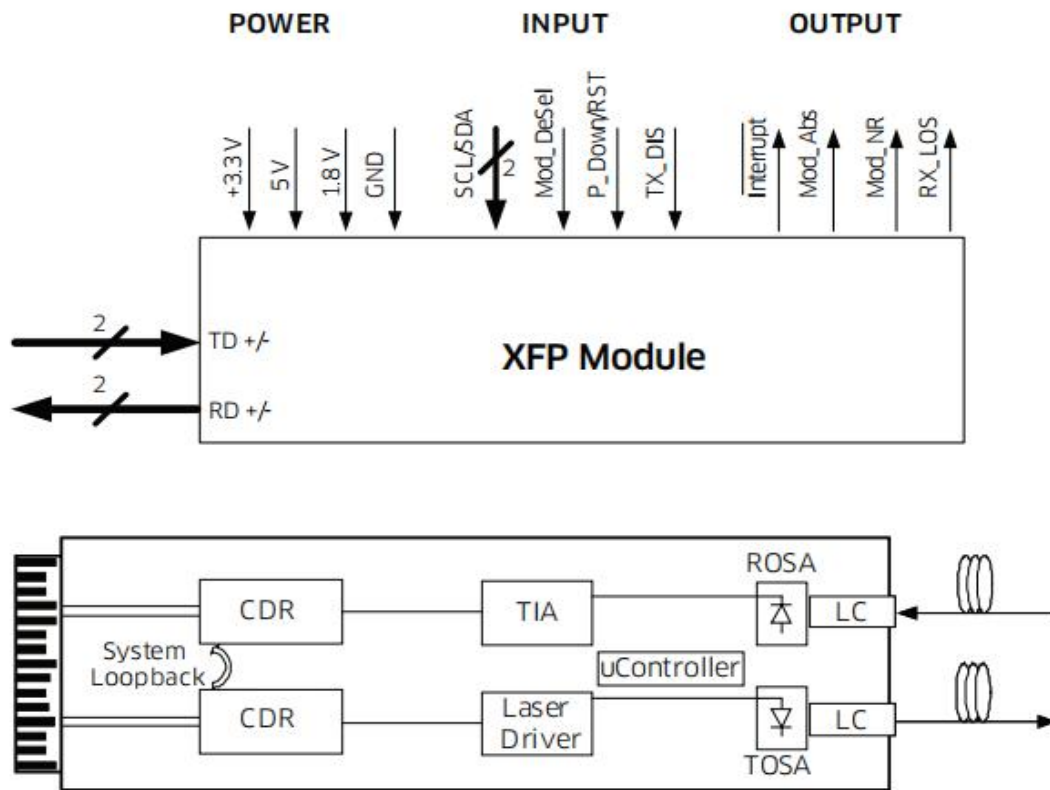 POWER INPUT OUTPUT
+3.3 V
5 V
1.8 V
GND
SCL/SDA
2
Mod_DeSel
P_Down/RST
TX_DIS
Interrupt
Mod_Abs
Mod_NR
RX_LOS
2
TD +/-
XFP Module
2
RD +/-
ROSA
CDR
TIA
LC
System
Loopback
uController
CDR
Laser
Driver
LC
TOSA